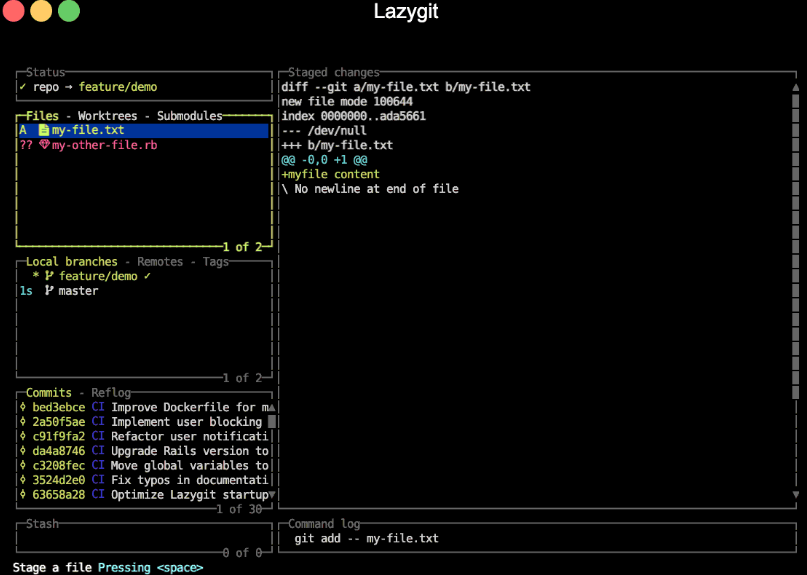 Lazygit
Status
✓ repo → feature/demo
Files - Worktrees - Submodules
A my-file.txt
?? my-other-file.rb
1 of 2
Local branches - Remotes - Tags
* feature/demo ✓
1s master
1 of 2
Commits - Reflog
bed3ebce CI Improve Dockerfile for m
2a50f5ae CI Implement user blocking
c91f9fa2 CI Refactor user notificati
da4a8746 CI Upgrade Rails version to
c3208fec CI Move global variables to
3524d2e0 CI Fix typos in documentati
63658a28 CI Optimize Lazygit startup
1 of 30
Stash
0 of 0
Staged changes
diff --git a/my-file.txt b/my-file.txt
new file mode 100644
index 0000000..ada5661
--- /dev/null
+++ b/my-file.txt
@@ -0,0 +1 @@
+myfile content
\ No newline at end of file
Command log
git add -- my-file.txt
Stage a file Pressing <space>